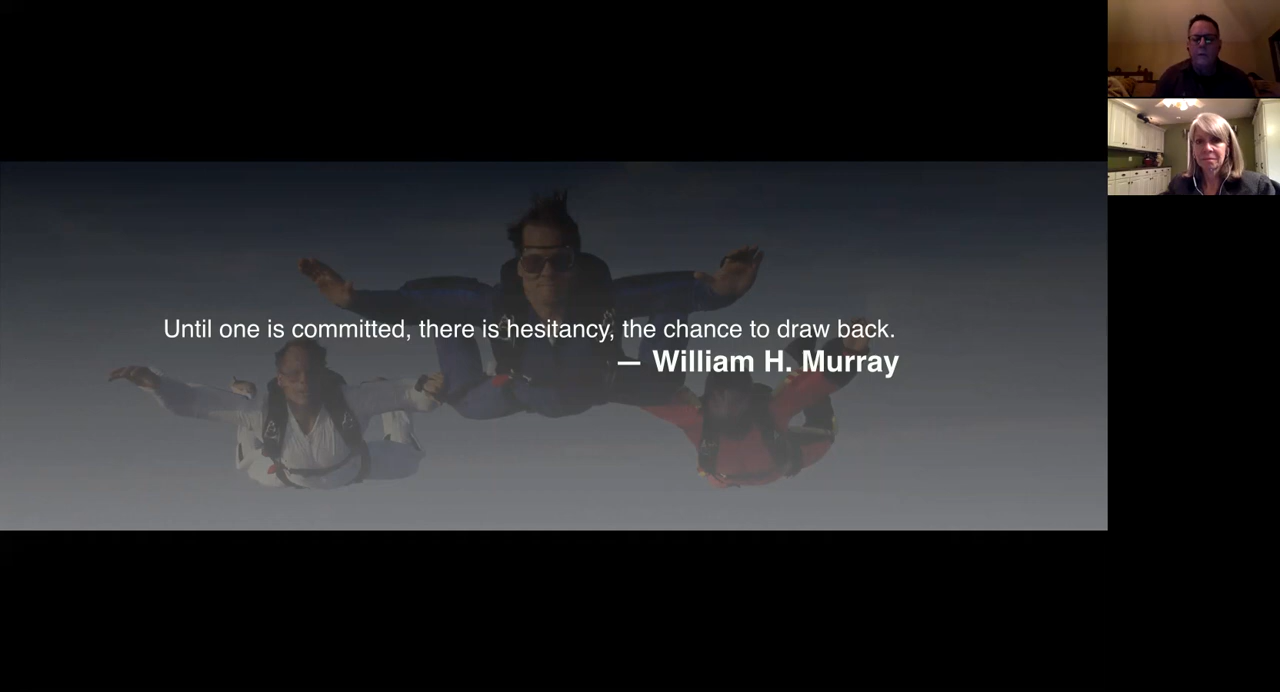 Until one is committed, there is hesitancy, the chance to draw back.
— William H. Murray